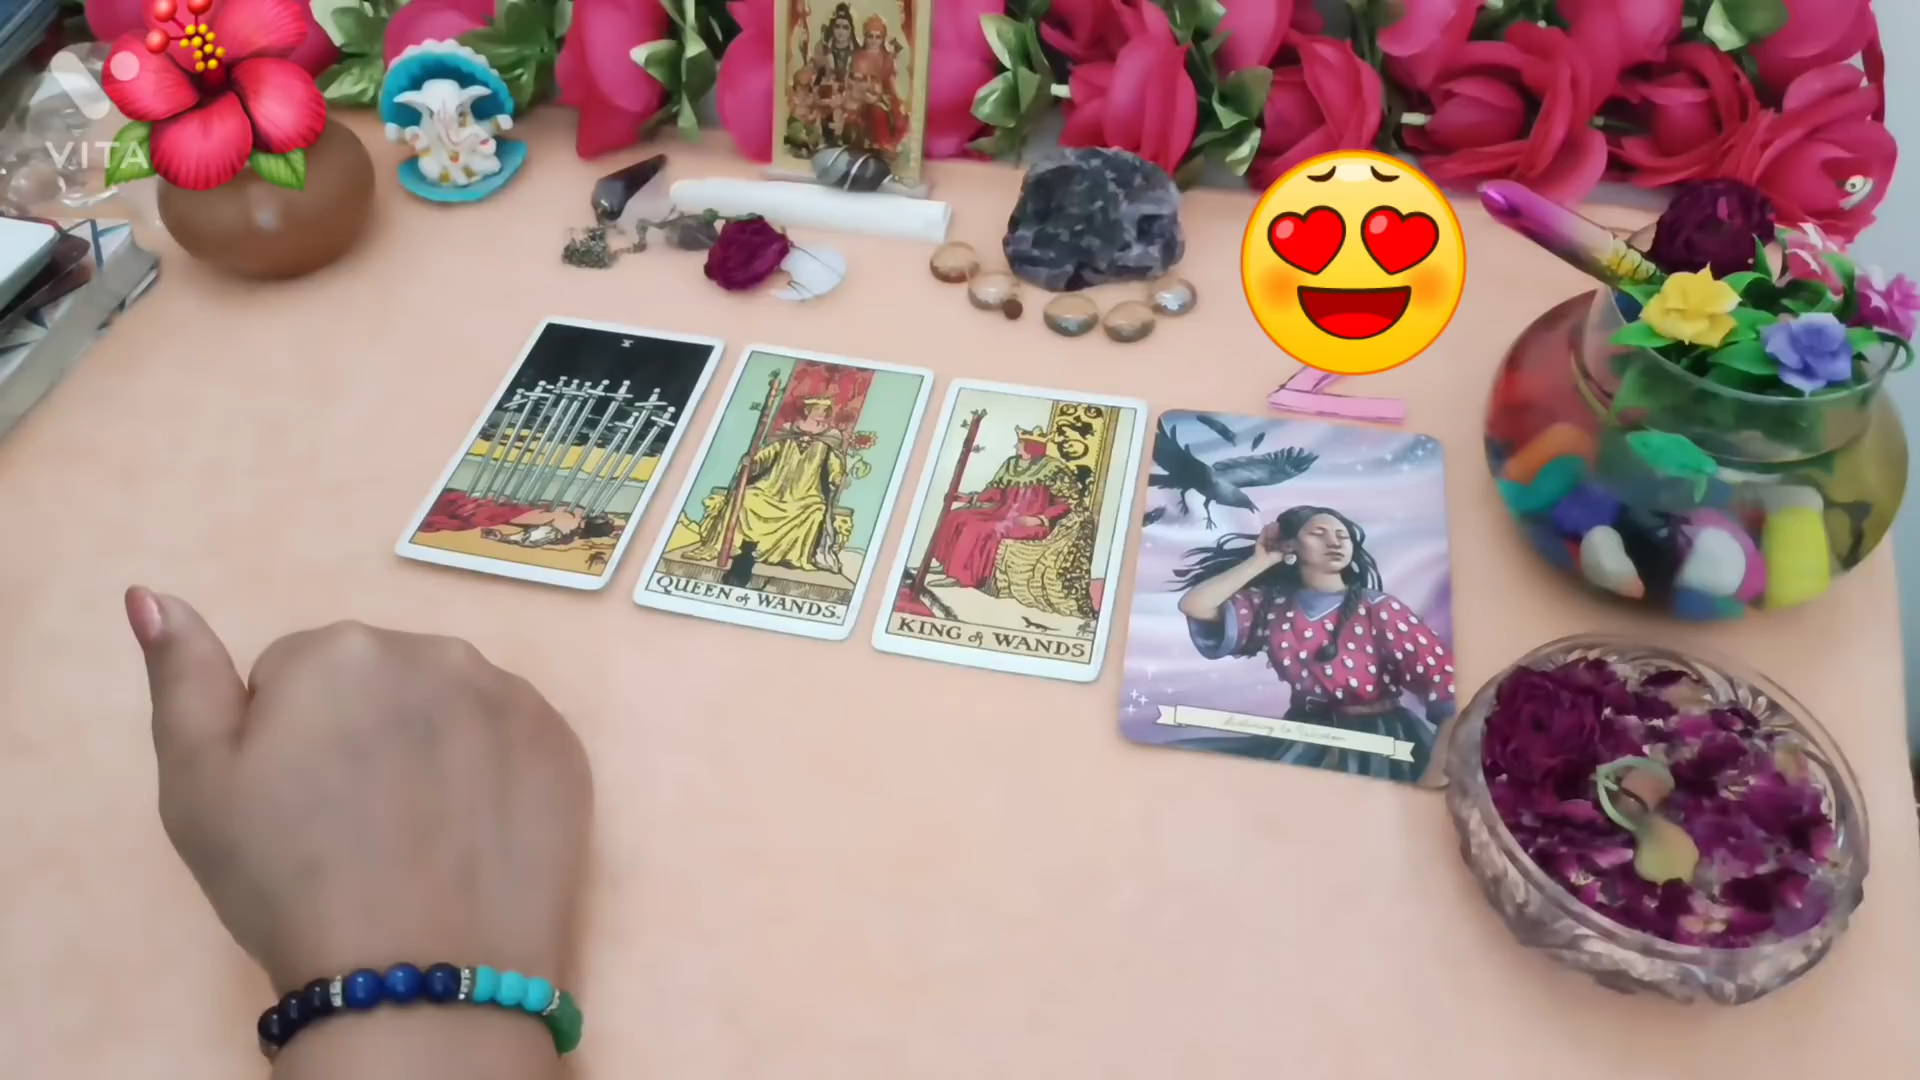 VITA
X
QUEEN of WANDS.
KING of WANDS